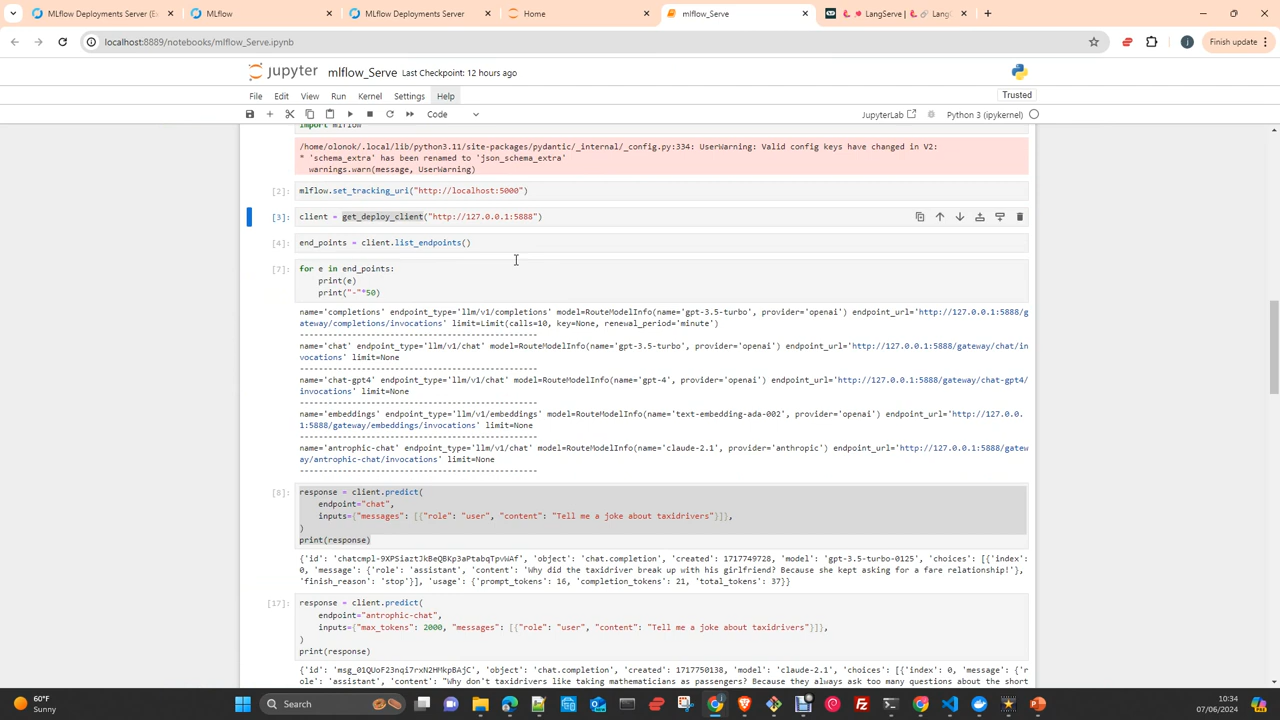 MLflow Deployments Server (E
MLflow
MLflow Deployments Server
Home
mlflow_Serve
LangServe | Lang
localhost:8889/notebooks/mlflow_Serve.ipynb
Finish update
jupyter mlflow_Serve Last Checkpoint: 12 hours ago
File Edit View Run Kernel Settings Help
Trusted
Code
JupyterLab
Python 3 (ipykernel)
import mlflow
/home/olonok/.local/lib/python3.11/site-packages/pydantic/_internal/_config.py:334: UserWarning: Valid config keys have changed in V2:
* 'schema_extra' has been renamed to 'json_schema_extra'
warnings.warn(message, UserWarning)
[2]: mlflow.set_tracking_uri("http://localhost:5000")
[3]: client = get_deploy_client("http://127.0.0.1:5888")
[4]: end_points = client.list_endpoints()
[7]: for e in end_points:
print(e)
print("-"*50)
name='completions' endpoint_type='llm/v1/completions' model=RouteModelInfo(name='gpt-3.5-turbo', provider='openai') endpoint_url='http://127.0.0.1:5888/g
ateway/completions/invocations' limit=Limit(calls=10, key=None, renewal_period='minute')
--------------------------------------------------
name='chat' endpoint_type='llm/v1/chat' model=RouteModelInfo(name='gpt-3.5-turbo', provider='openai') endpoint_url='http://127.0.0.1:5888/gateway/chat/in
vocations' limit=None
--------------------------------------------------
name='chat-gpt4' endpoint_type='llm/v1/chat' model=RouteModelInfo(name='gpt-4', provider='openai') endpoint_url='http://127.0.0.1:5888/gateway/chat-gpt4/
invocations' limit=None
--------------------------------------------------
name='embeddings' endpoint_type='llm/v1/embeddings' model=RouteModelInfo(name='text-embedding-ada-002', provider='openai') endpoint_url='http://127.0.0.
1:5888/gateway/embeddings/invocations' limit=None
--------------------------------------------------
name='antrophic-chat' endpoint_type='llm/v1/chat' model=RouteModelInfo(name='claude-2.1', provider='anthropic') endpoint_url='http://127.0.0.1:5888/gatew
ay/antrophic-chat/invocations' limit=None
--------------------------------------------------
[8]: response = client.predict(
endpoint="chat",
inputs={"messages": [{"role": "user", "content": "Tell me a joke about taxidrivers"}]},
)
print(response)
{'id': 'chatcmpl-9XPSiaztJkBeQBKp3aPtabqTpvWAf', 'object': 'chat.completion', 'created': 1717749728, 'model': 'gpt-3.5-turbo-0125', 'choices': [{'index':
0, 'message': {'role': 'assistant', 'content': 'Why did the taxidriver break up with his girlfriend? Because she kept asking for a fare relationship!'},
'finish_reason': 'stop'}], 'usage': {'prompt_tokens': 16, 'completion_tokens': 21, 'total_tokens': 37}}
[17]: response = client.predict(
endpoint="antrophic-chat",
inputs={"max_tokens": 2000, "messages": [{"role": "user", "content": "Tell me a joke about taxidrivers"}]},
)
print(response)
{'id': 'msg_01QUoF23nqi7rxN2HMkpBAjC', 'object': 'chat.completion', 'created': 1717750138, 'model': 'claude-2.1', 'choices': [{'index': 0, 'message': {'r
ole': 'assistant', 'content': "Why don't taxidrivers like taking mathematicians as passengers? Because they always ask too many questions about the short
60°F
Sunny
Search
10:34
07/06/2024